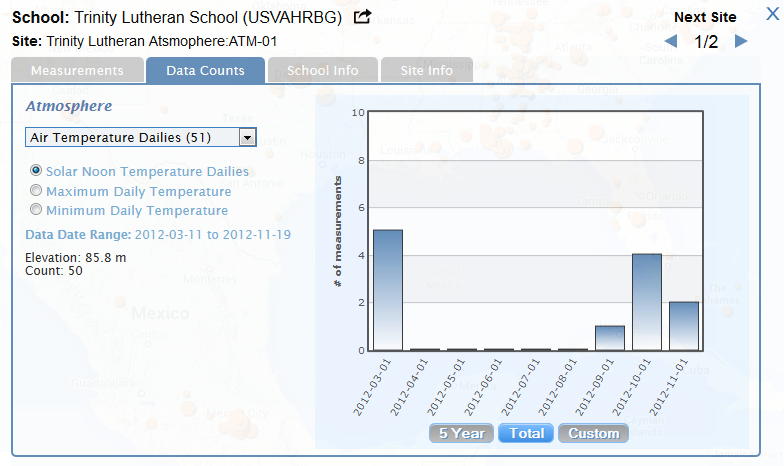 School: Trinity Lutheran School (USVAHRBG)
Next Site
X
Site: Trinity Lutheran Atsmophere:ATM-01
1/2
Measurements
Data Counts
School Info
Site Info
Atmosphere
Air Temperature Dailies (51)
Solar Noon Temperature Dailies
Maximum Daily Temperature
Minimum Daily Temperature
Data Date Range: 2012-03-11 to 2012-11-19
Elevation: 85.8 m
Count: 50
# of measurements
10
8
6
4
2
0
2012-03-01
2012-04-01
2012-05-01
2012-06-01
2012-07-01
2012-08-01
2012-09-01
2012-10-01
2012-11-01
5 Year
Total
Custom
Mexico